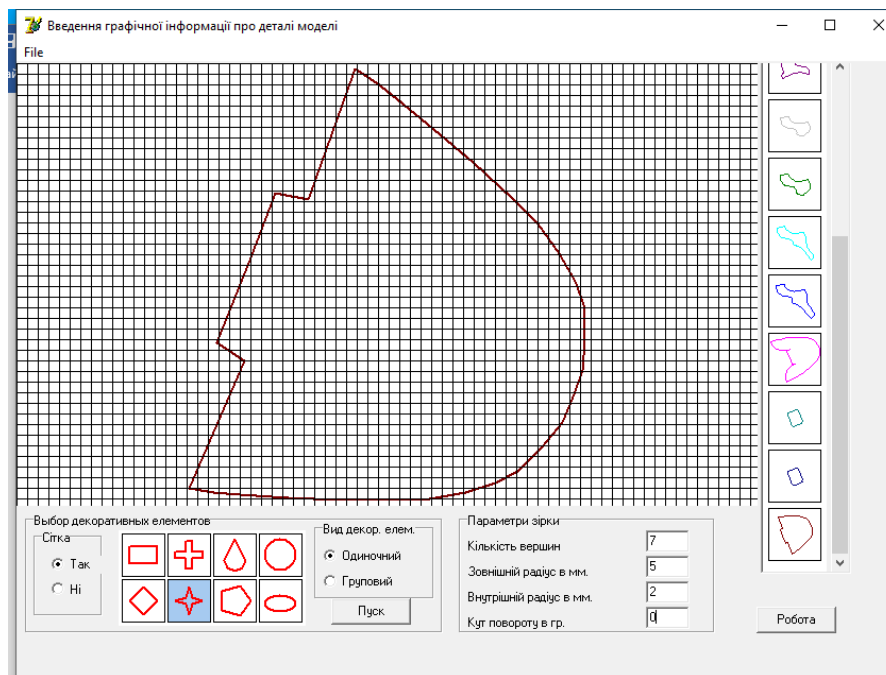 Введення графічної інформації про деталі моделі
File
Выбор декоративных елементов
Сітка
Так
Ні
Вид декор. елем.
Одиночний
Груповий
Пуск
Параметри зірки
Кількість вершин 7
Зовнішній радіус в мм. 5
Внутрішній радіус в мм. 2
Кут повороту в гр. 0
Робота